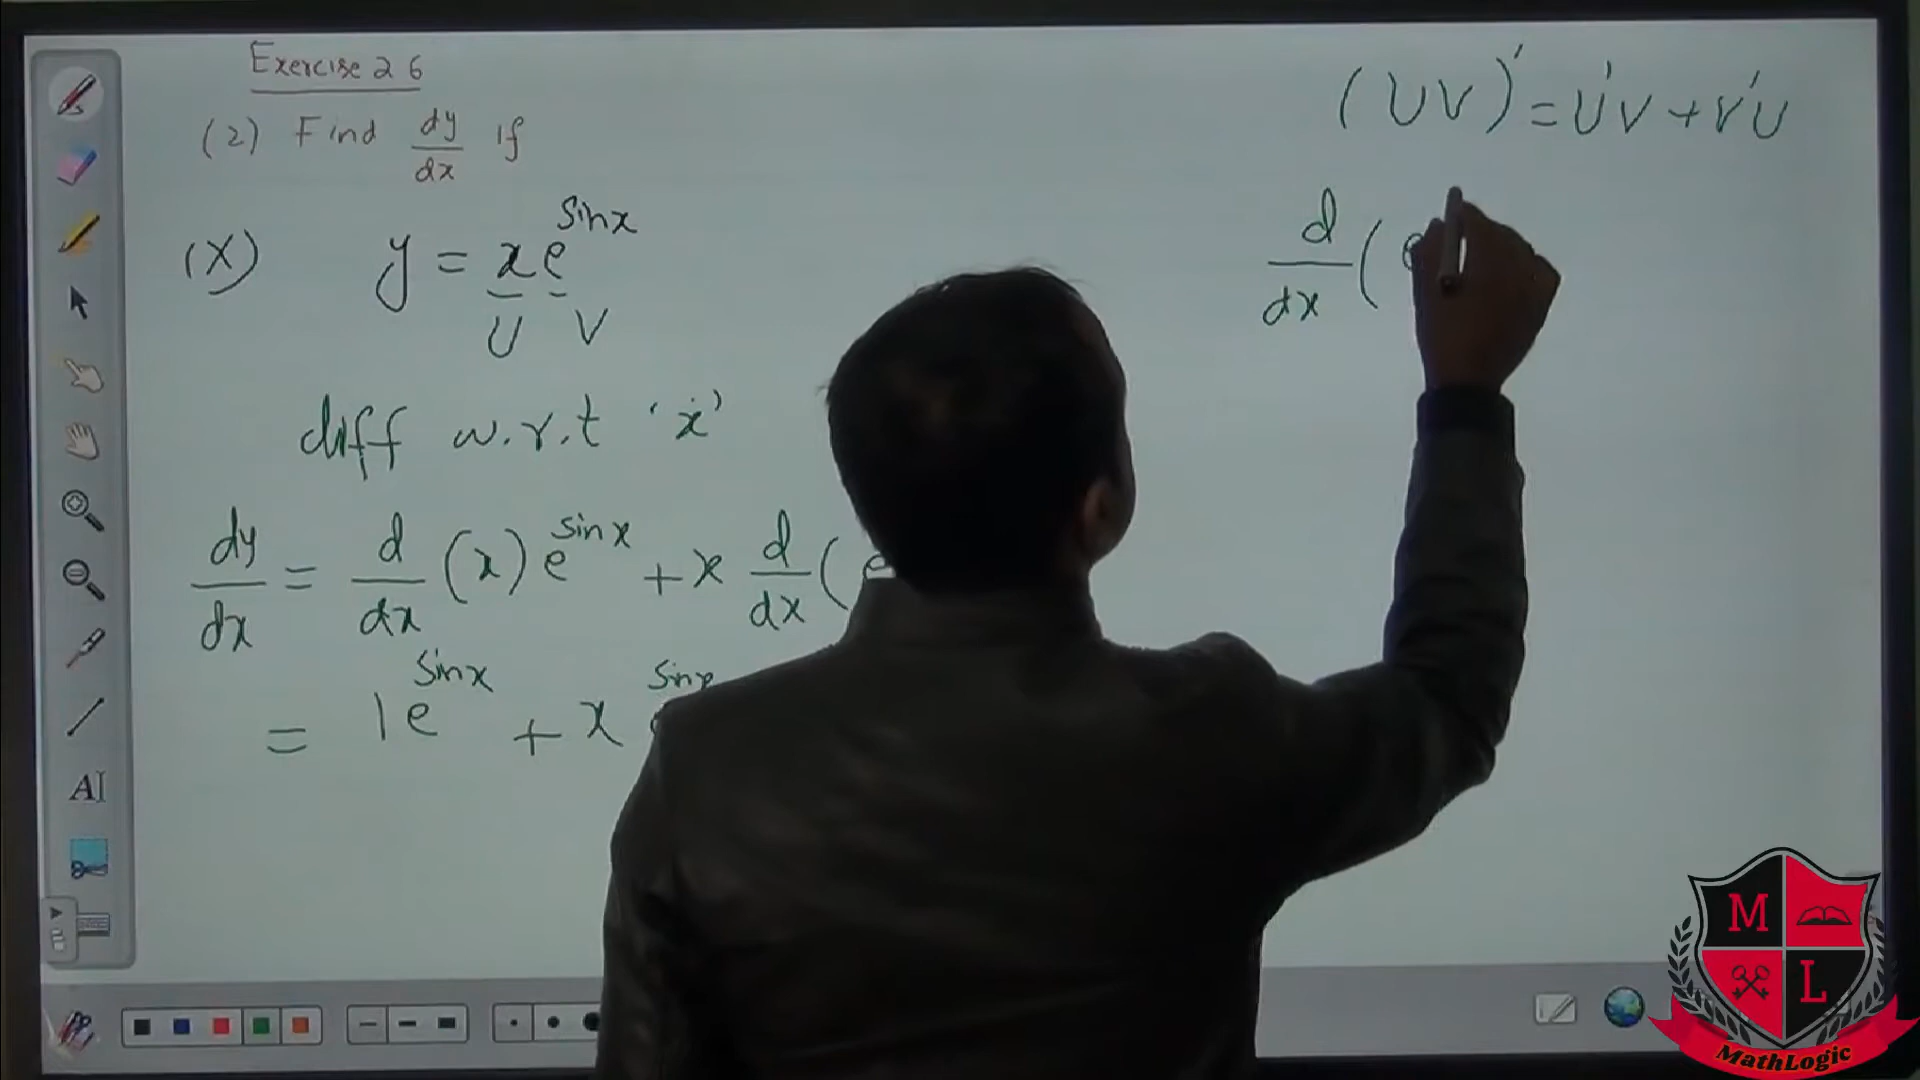 Exercise 2 6
(2) Find dy/dx if
(UV)' = U'V + V'U
(X) y = xe^sinx
U V
d/dx (e
diff w.r.t 'x'
dy/dx = d/dx (x) e^sinx + x d/dx (e
= 1e^sinx + x e^sinx
AI
M
L
MathLogic